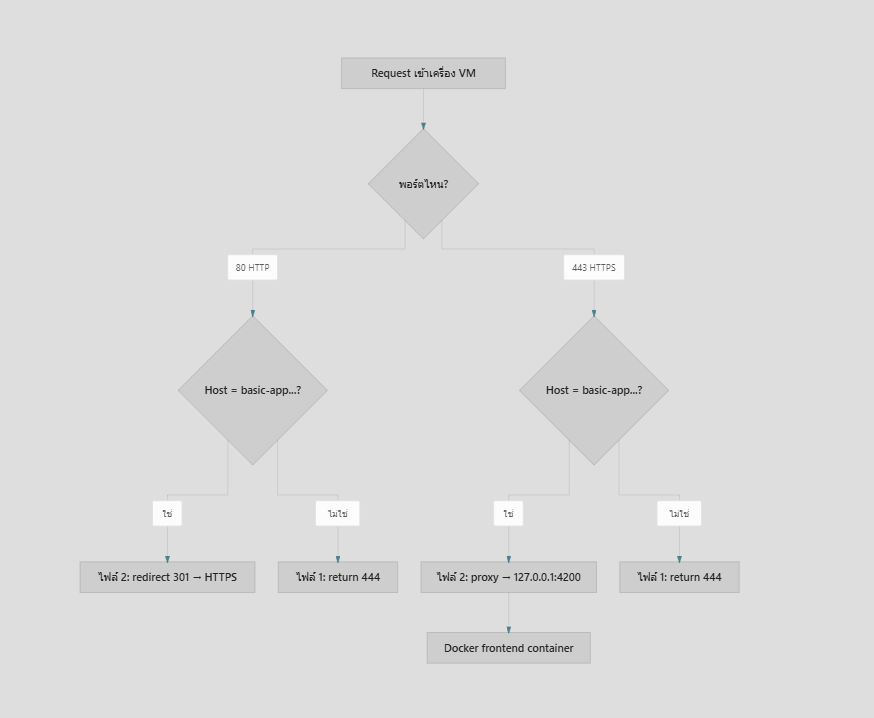 Request เข้าเครื่อง VM
พอร์ตไหน?
80 HTTP
443 HTTPS
Host = basic-app...?
Host = basic-app...?
ใช่
ไม่ใช่
ใช่
ไม่ใช่
ไฟล์ 2: redirect 301 → HTTPS
ไฟล์ 1: return 444
ไฟล์ 2: proxy → 127.0.0.1:4200
ไฟล์ 1: return 444
Docker frontend container